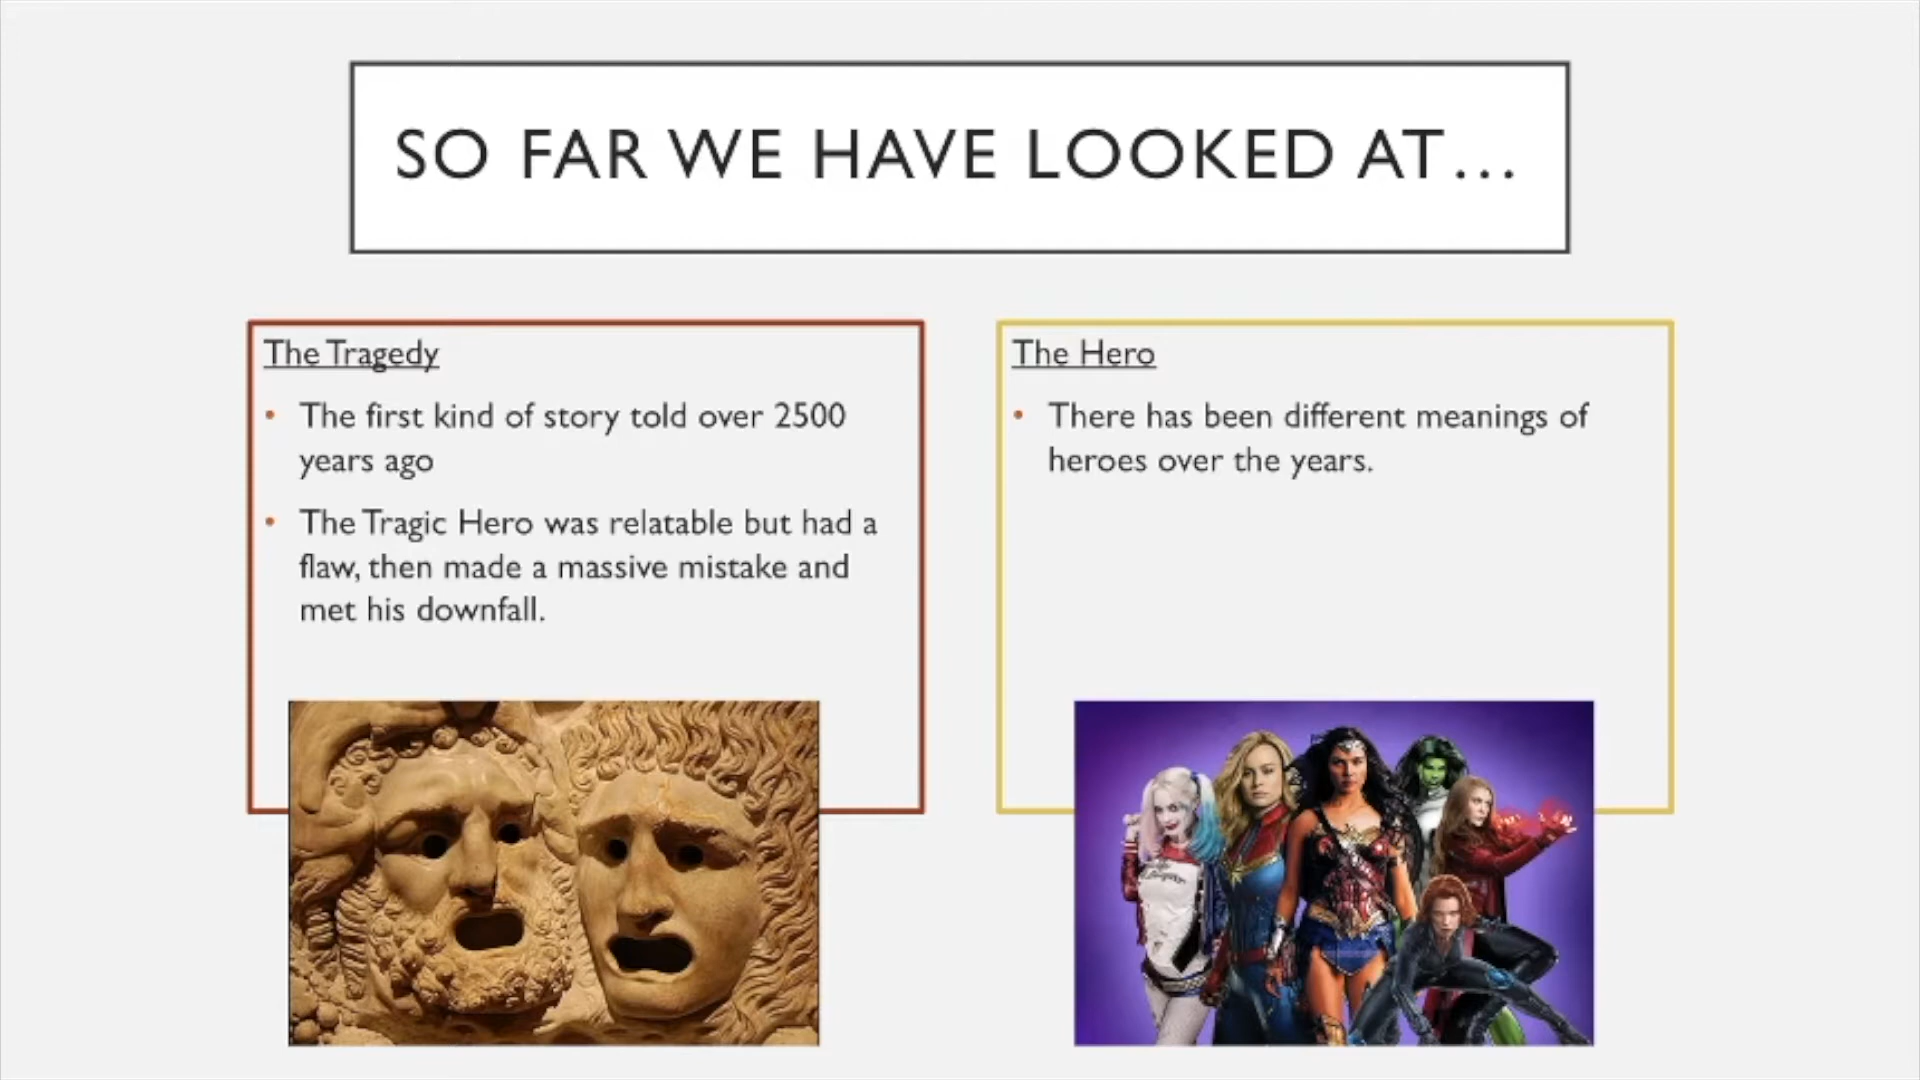 SO FAR WE HAVE LOOKED AT...
The Tragedy
• The first kind of story told over 2500
years ago
• The Tragic Hero was relatable but had a
flaw, then made a massive mistake and
met his downfall.
The Hero
• There has been different meanings of
heroes over the years.